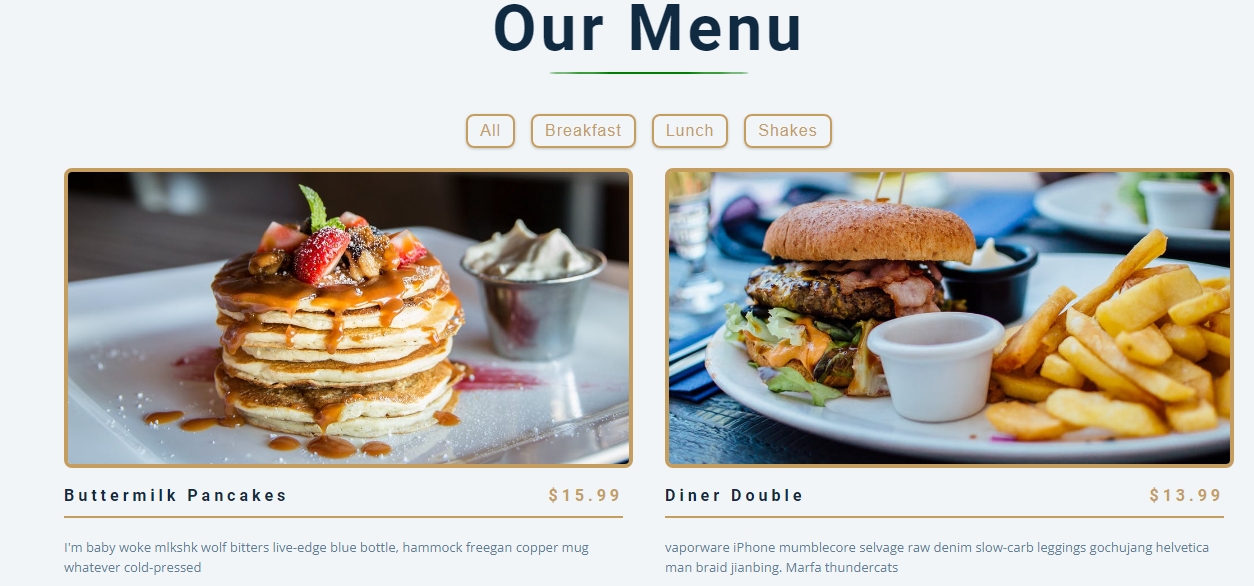 Our Menu
All Breakfast Lunch Shakes
Buttermilk Pancakes $15.99
Diner Double $13.99
I'm baby woke mlkshk wolf bitters live-edge blue bottle, hammock freegan copper mug
whatever cold-pressed
vaporware iPhone mumblecore selvage raw denim slow-carb leggings gochujang helvetica
man braid jianbing. Marfa thundercats